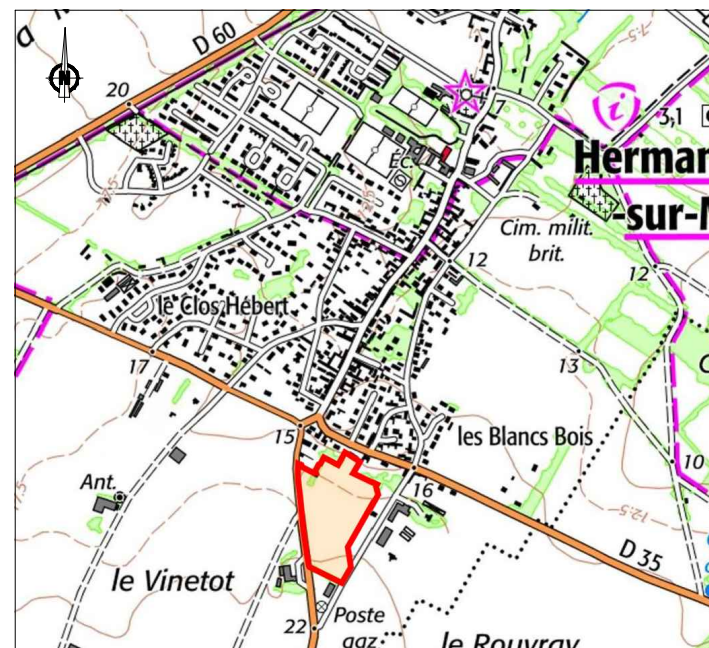 D 60
N
20
7
i
3,1
Éc.
Herman
-sur-M
Cim. milit.
brit.
12
12
le Clos Hébert
17
13
15
les Blancs Bois
10
16
Ant.
D 35
le Vinetot
22
Poste
gaz
le Rouvray